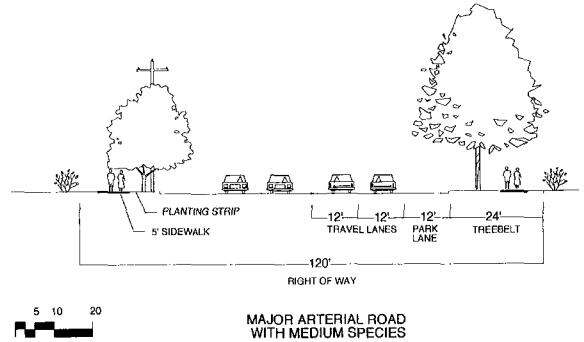 PLANTING STRIP
5' SIDEWALK
12' 12' 12' 24'
TRAVEL LANES PARK LANE TREEBELT
120'
RIGHT OF WAY
5 10 20
MAJOR ARTERIAL ROAD
WITH MEDIUM SPECIES